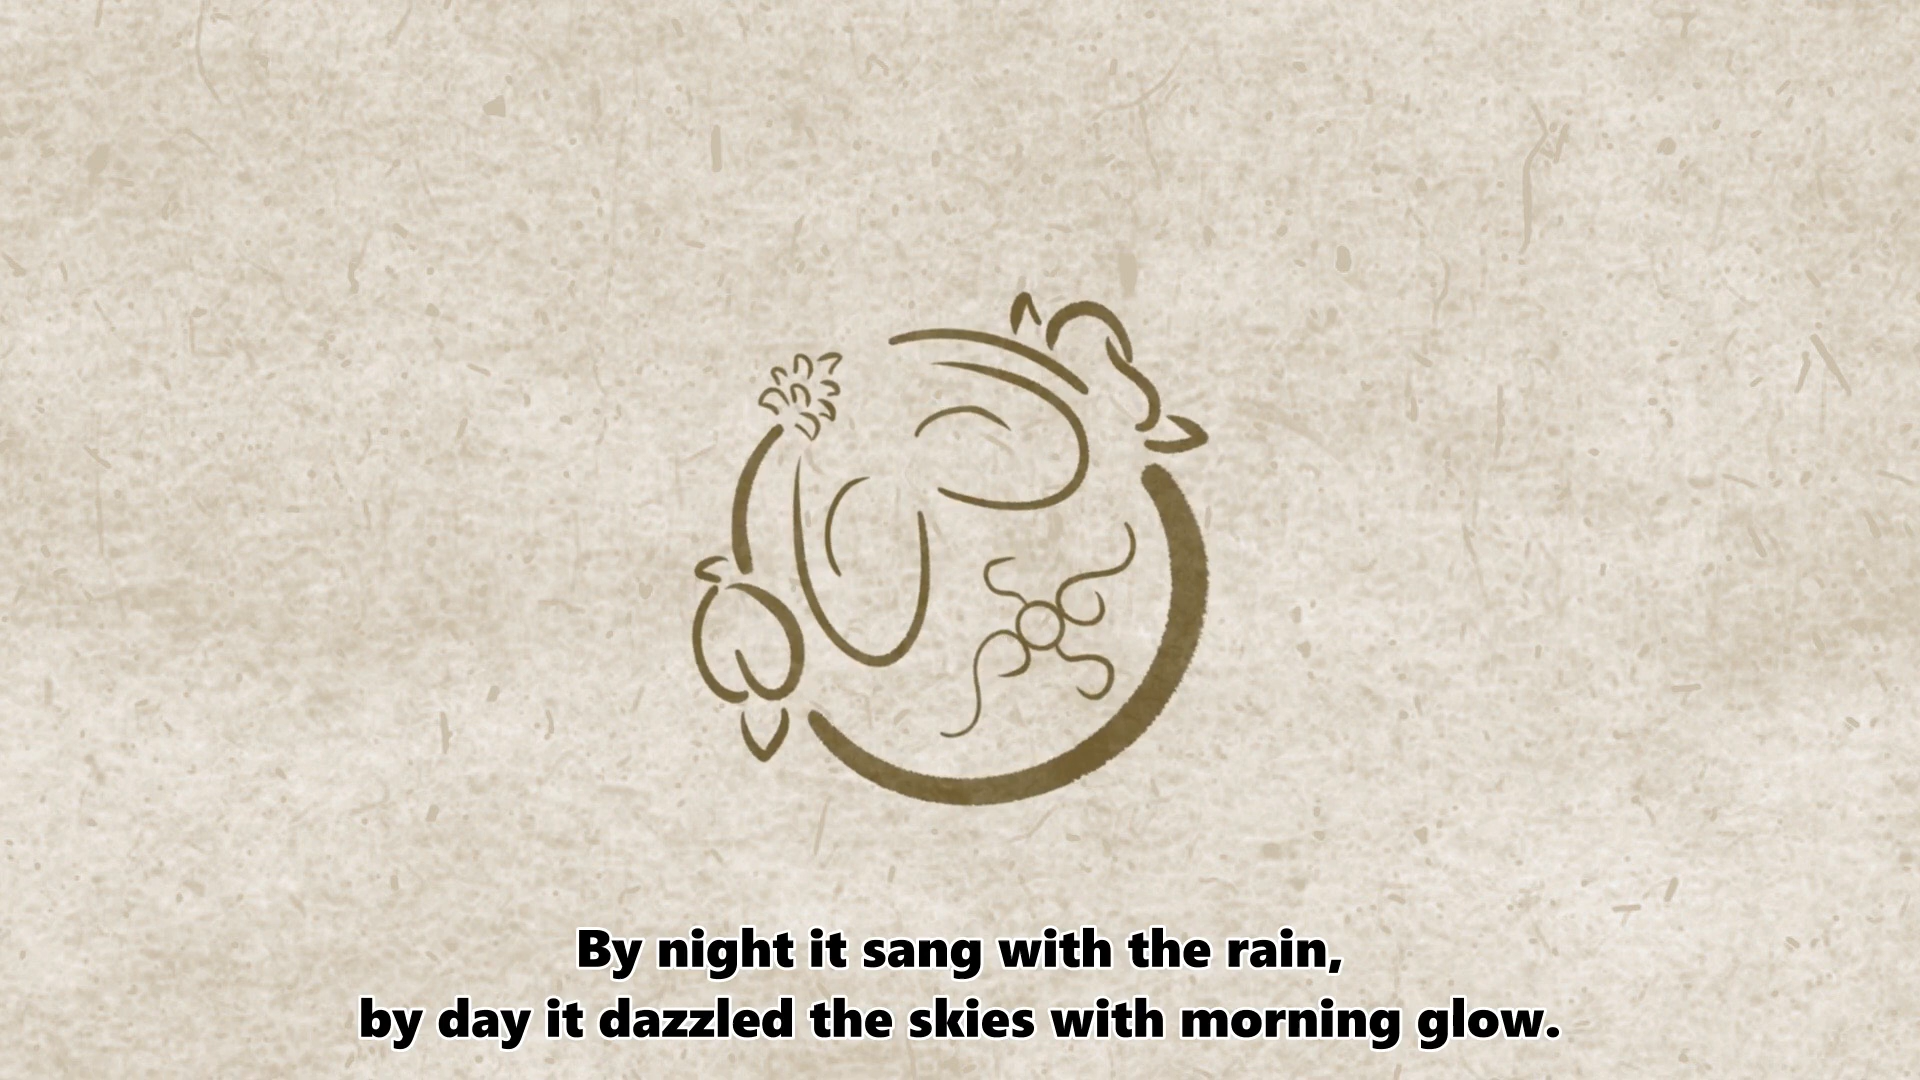 By night it sang with the rain,
by day it dazzled the skies with morning glow.